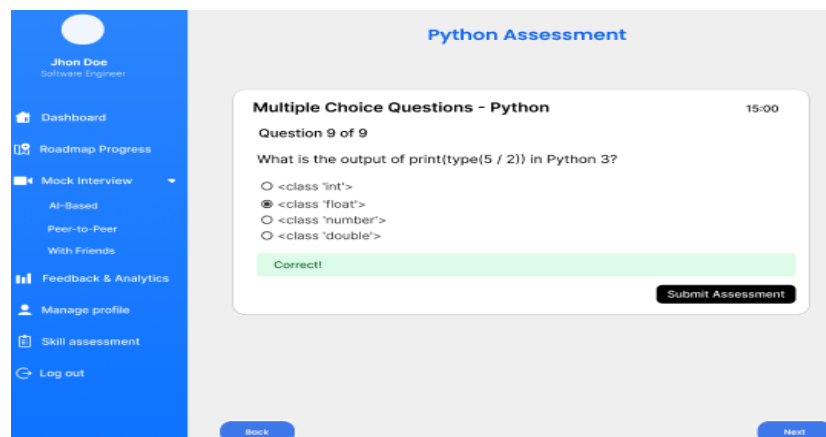 Jhon Doe
Software Engineer
Dashboard
Roadmap Progress
Mock Interview
AI-Based
Peer-to-Peer
With Friends
Feedback & Analytics
Manage profile
Skill assessment
Log out
Python Assessment
Multiple Choice Questions - Python
15:00
Question 9 of 9
What is the output of print(type(5 / 2)) in Python 3?
<class 'int'>
<class 'float'>
<class 'number'>
<class 'double'>
Correct!
Submit Assessment
Back
Next